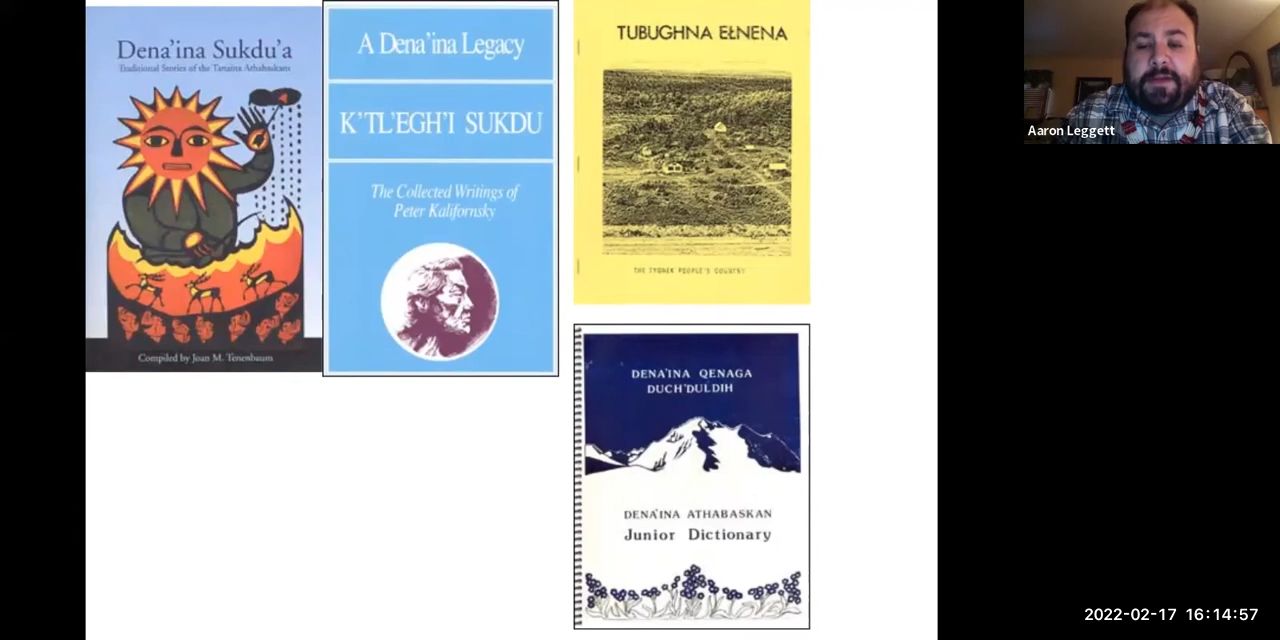 Dena'ina Sukdu'a
Traditional Stories of the Tanaina Athabaskans
Compiled by Joan M. Tenenbaum
A Dena'ina Legacy
K'TL'EGH'I SUKDU
The Collected Writings of
Peter Kalifornsky
TUBUGHNA EŁNENA
THE TYONEK PEOPLE'S COUNTRY
DENA'INA QENAGA
DUCH'DULDIH
DENA'INA ATHABASKAN
Junior Dictionary
Aaron Leggett
2022-02-17 16:14:57